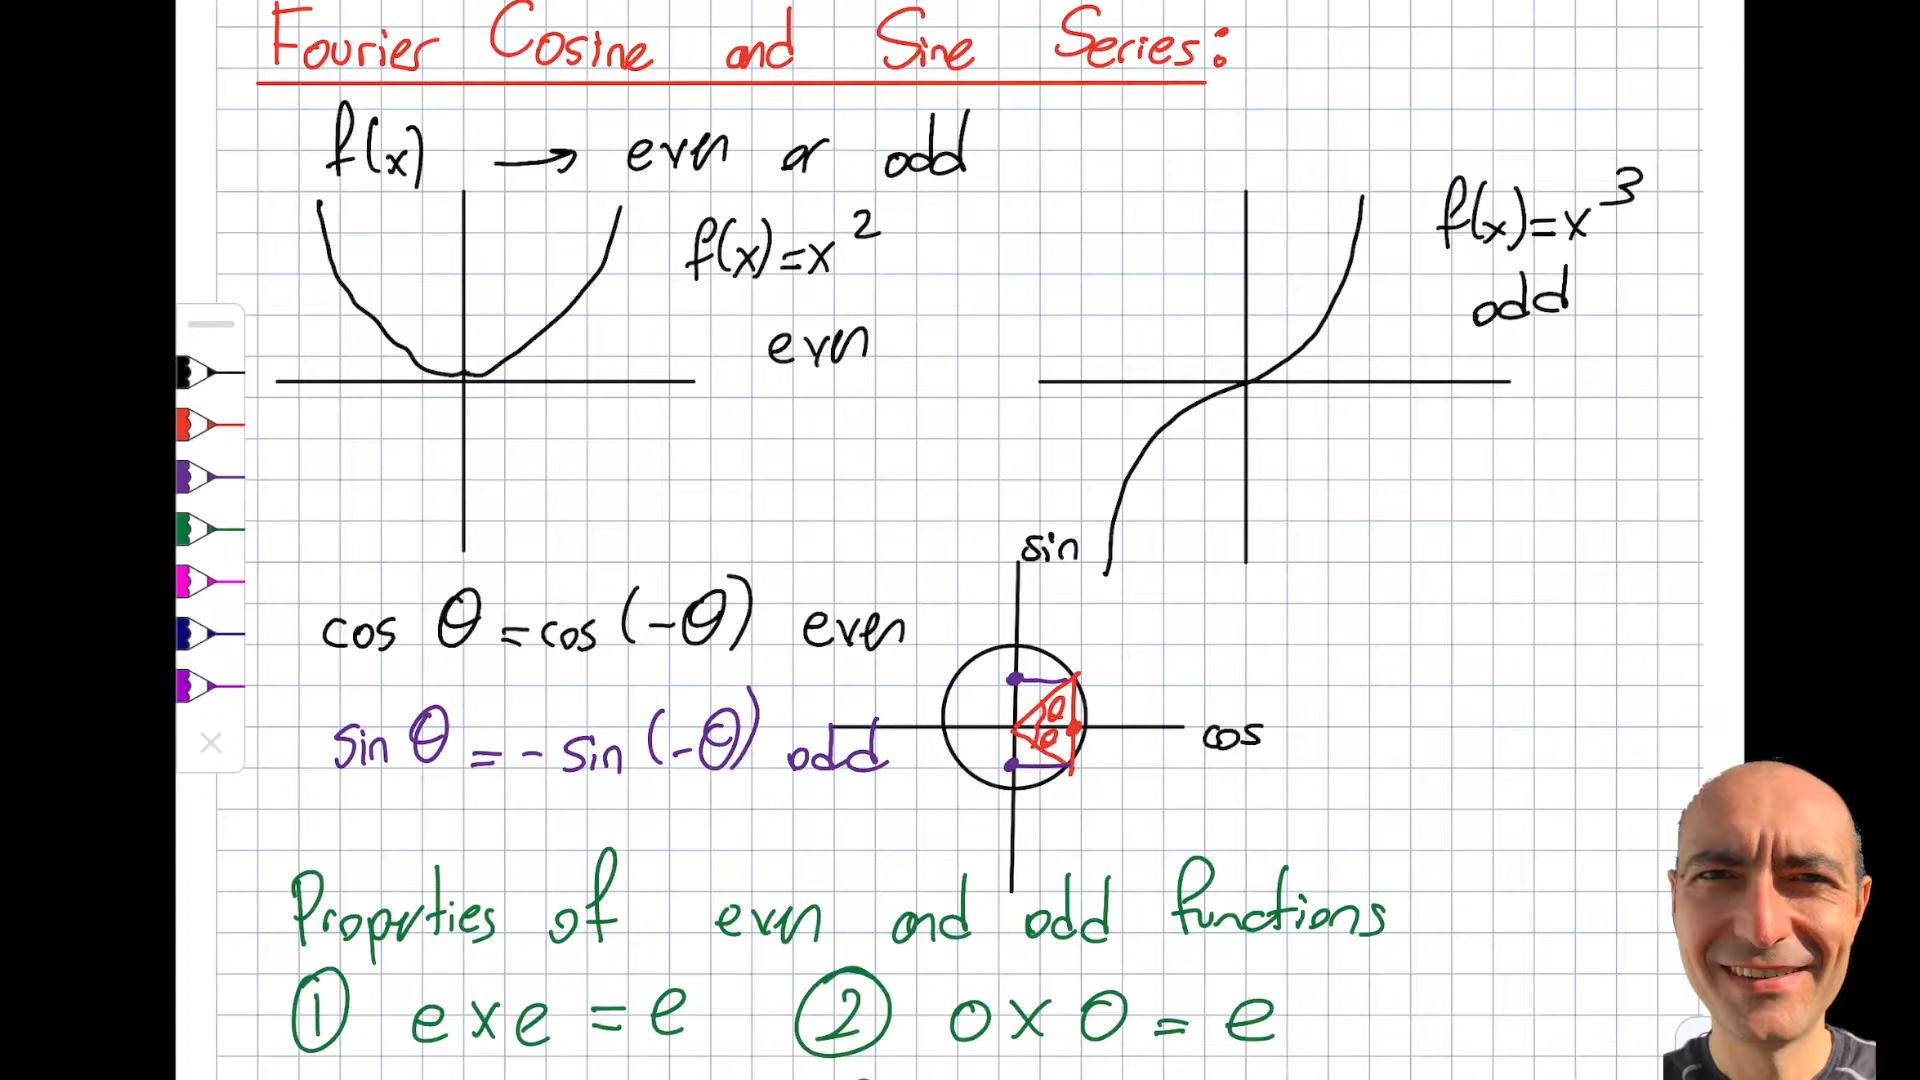 Fourier Cosine and Sine Series:
f(x) → even or odd
f(x)=x²
even
f(x)=x³
odd
sin
cos θ = cos (-θ) even
θ
θ
cos
sin θ = - sin (-θ) odd
Properties of even and odd functions
① e x e = e ② o x o = e